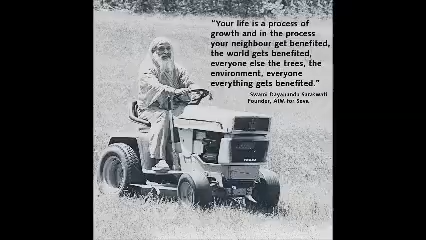 "Your life is a process of
growth and in the process
your neighbour get benefited,
the world gets benefited,
everyone else the trees, the
environment, everyone
everything gets benefited."
Swami Dayananda Saraswati
Founder, AIM for Seva.